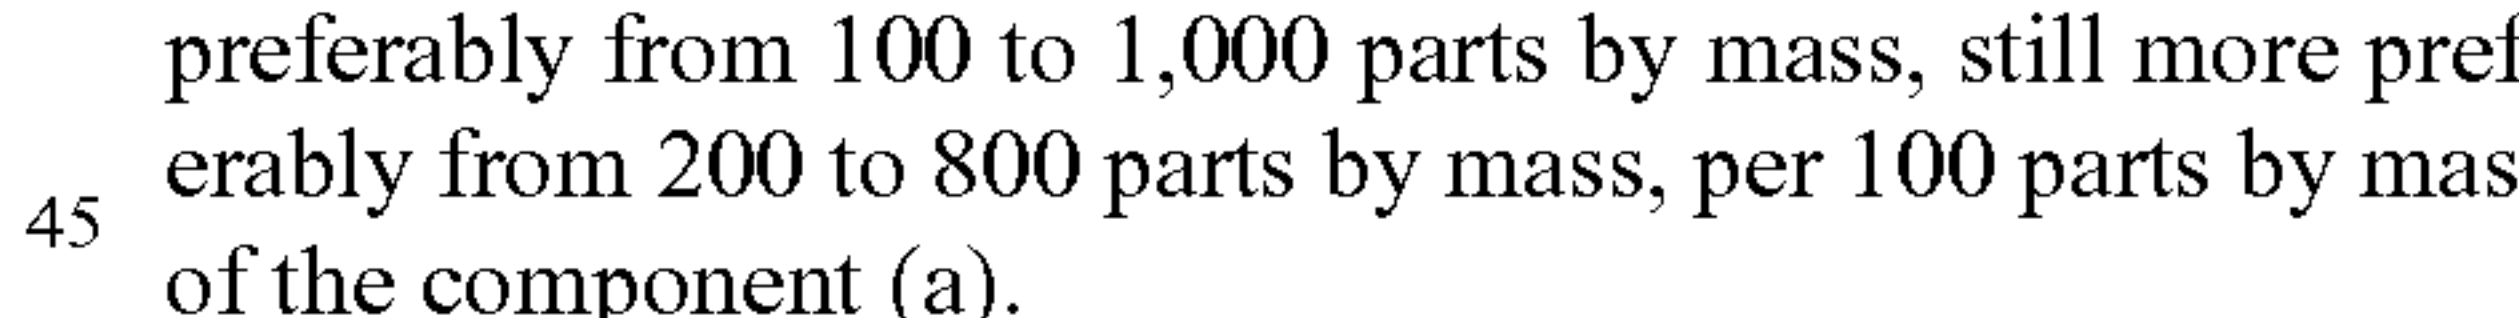 preferably from 100 to 1,000 parts by mass, still more pref
erably from 200 to 800 parts by mass, per 100 parts by mas
45
of the component (a).